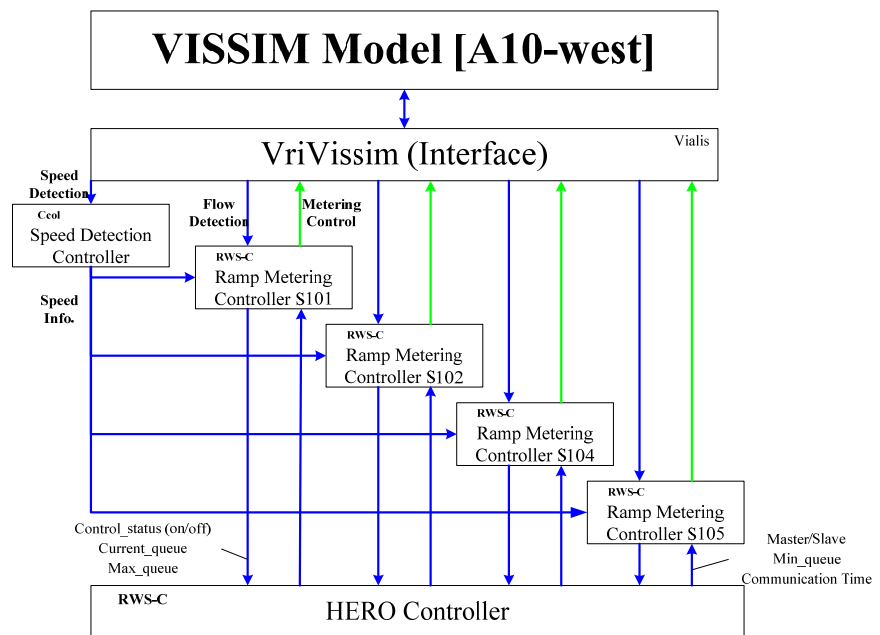 VISSIM Model [A10-west]
VriVissim (Interface)
Vialis
Speed
Detection
Flow
Detection
Metering
Control
Ccol
Speed Detection
Controller
RWS-C
Ramp Metering
Controller S101
Speed
Info.
RWS-C
Ramp Metering
Controller S102
RWS-C
Ramp Metering
Controller S104
RWS-C
Ramp Metering
Controller S105
Control_status (on/off)
Current_queue
Max_queue
Master/Slave
Min_queue
Communication Time
RWS-C
HERO Controller